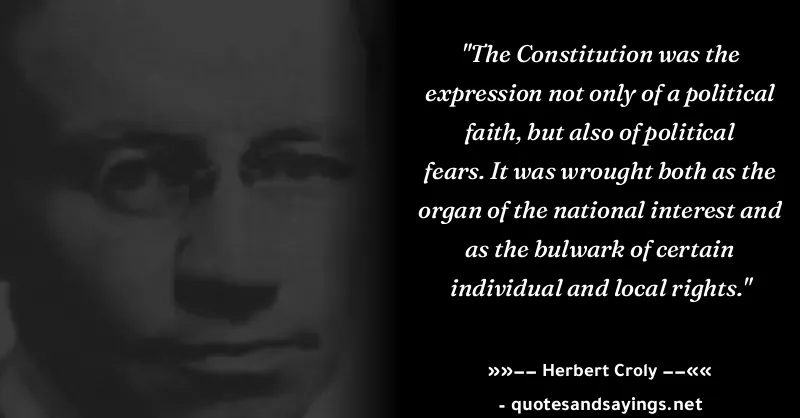 "The Constitution was the
expression not only of a political
faith, but also of political
fears. It was wrought both as the
organ of the national interest and
as the bulwark of certain
individual and local rights."
»»–– Herbert Croly ––««
- quotesandsayings.net